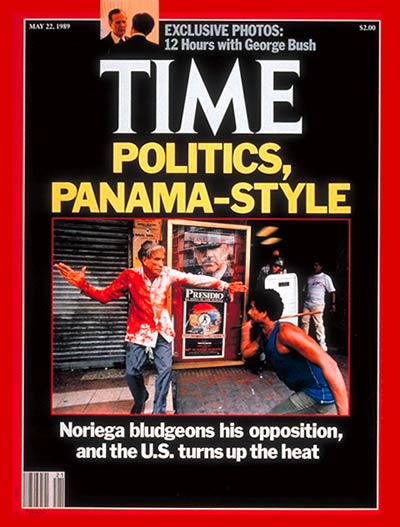 EXCLUSIVE PHOTOS:
12 Hours with George Bush
MAY 22, 1989
$2.00
TIME
POLITICS,
PANAMA-STYLE
PRESIDIO
Noriega bludgeons his opposition,
and the U.S. turns up the heat